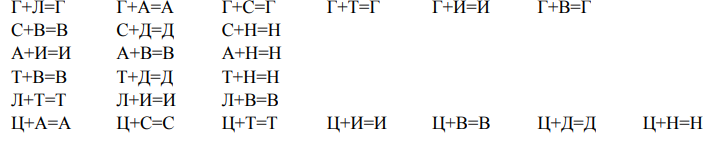 Г+Л=Г Г+А=А Г+С=Г Г+Т=Г Г+И=И Г+В=Г
С+В=В С+Д=Д С+Н=Н
А+И=И А+В=В А+Н=Н
Т+В=В Т+Д=Д Т+Н=Н
Л+Т=Т Л+И=И Л+В=В
Ц+А=А Ц+С=С Ц+Т=Т Ц+И=И Ц+В=В Ц+Д=Д Ц+Н=Н